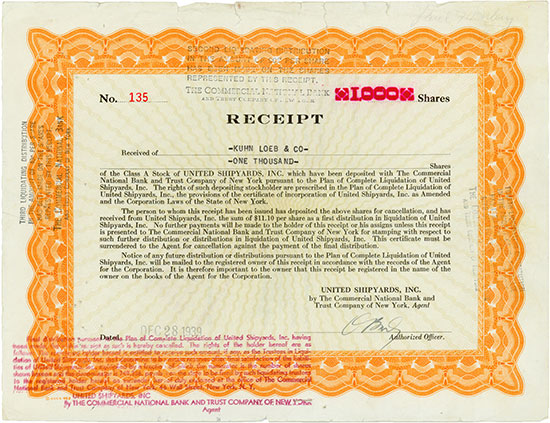 SECOND LIQUIDATING DISTRIBUTION
REPRESENTED BY THIS RECEIPT.
THE COMMERCIAL NATIONAL BANK
AND TRUST COMPANY OF NEW YORK
No. 135
1,000 Shares
RECEIPT
Received of -KUHN LOEB & CO-
-ONE THOUSAND-
Shares
of the Class A Stock of UNITED SHIPYARDS, INC. which have been deposited with The Commercial
National Bank and Trust Company of New York pursuant to the Plan of Complete Liquidation of United
Shipyards, Inc. The rights of such depositing stockholder are prescribed in the Plan of Complete Liquidation of
United Shipyards, Inc., the provisions of the certificate of incorporation of United Shipyards, Inc. as Amended
and the Corporation Laws of the State of New York.
The person to whom this receipt has been issued has deposited the above shares for cancellation, and has
received from United Shipyards, Inc. the sum of $11.10 per share as a first distribution in liquidation of United
Shipyards, Inc. No further payments will be made to the holder of this receipt or his assigns unless this receipt
is presented to The Commercial National Bank and Trust Company of New York for stamping with respect to
such further distribution or distributions in liquidation of United Shipyards, Inc. This certificate must be
surrendered to the Agent for cancellation against the payment of the final distribution.
Notice of any future distribution or distributions pursuant to the Plan of Complete Liquidation of United
Shipyards, Inc. will be mailed to the registered owner of this receipt in accordance with the records of the Agent
for the Corporation. It is therefore important to the owner that this receipt be registered in the name of the
owner on the books of the Agent for the Corporation.
UNITED SHIPYARDS, INC.
by The Commercial National Bank and
Trust Company of New York, Agent
Dated DEC 28 1939
Authorized Officer.
THIRD LIQUIDATING DISTRIBUTION
UNITED SHIPYARDS, INC
By THE COMMERCIAL NATIONAL BANK AND TRUST COMPANY OF NEW YORK
Agent